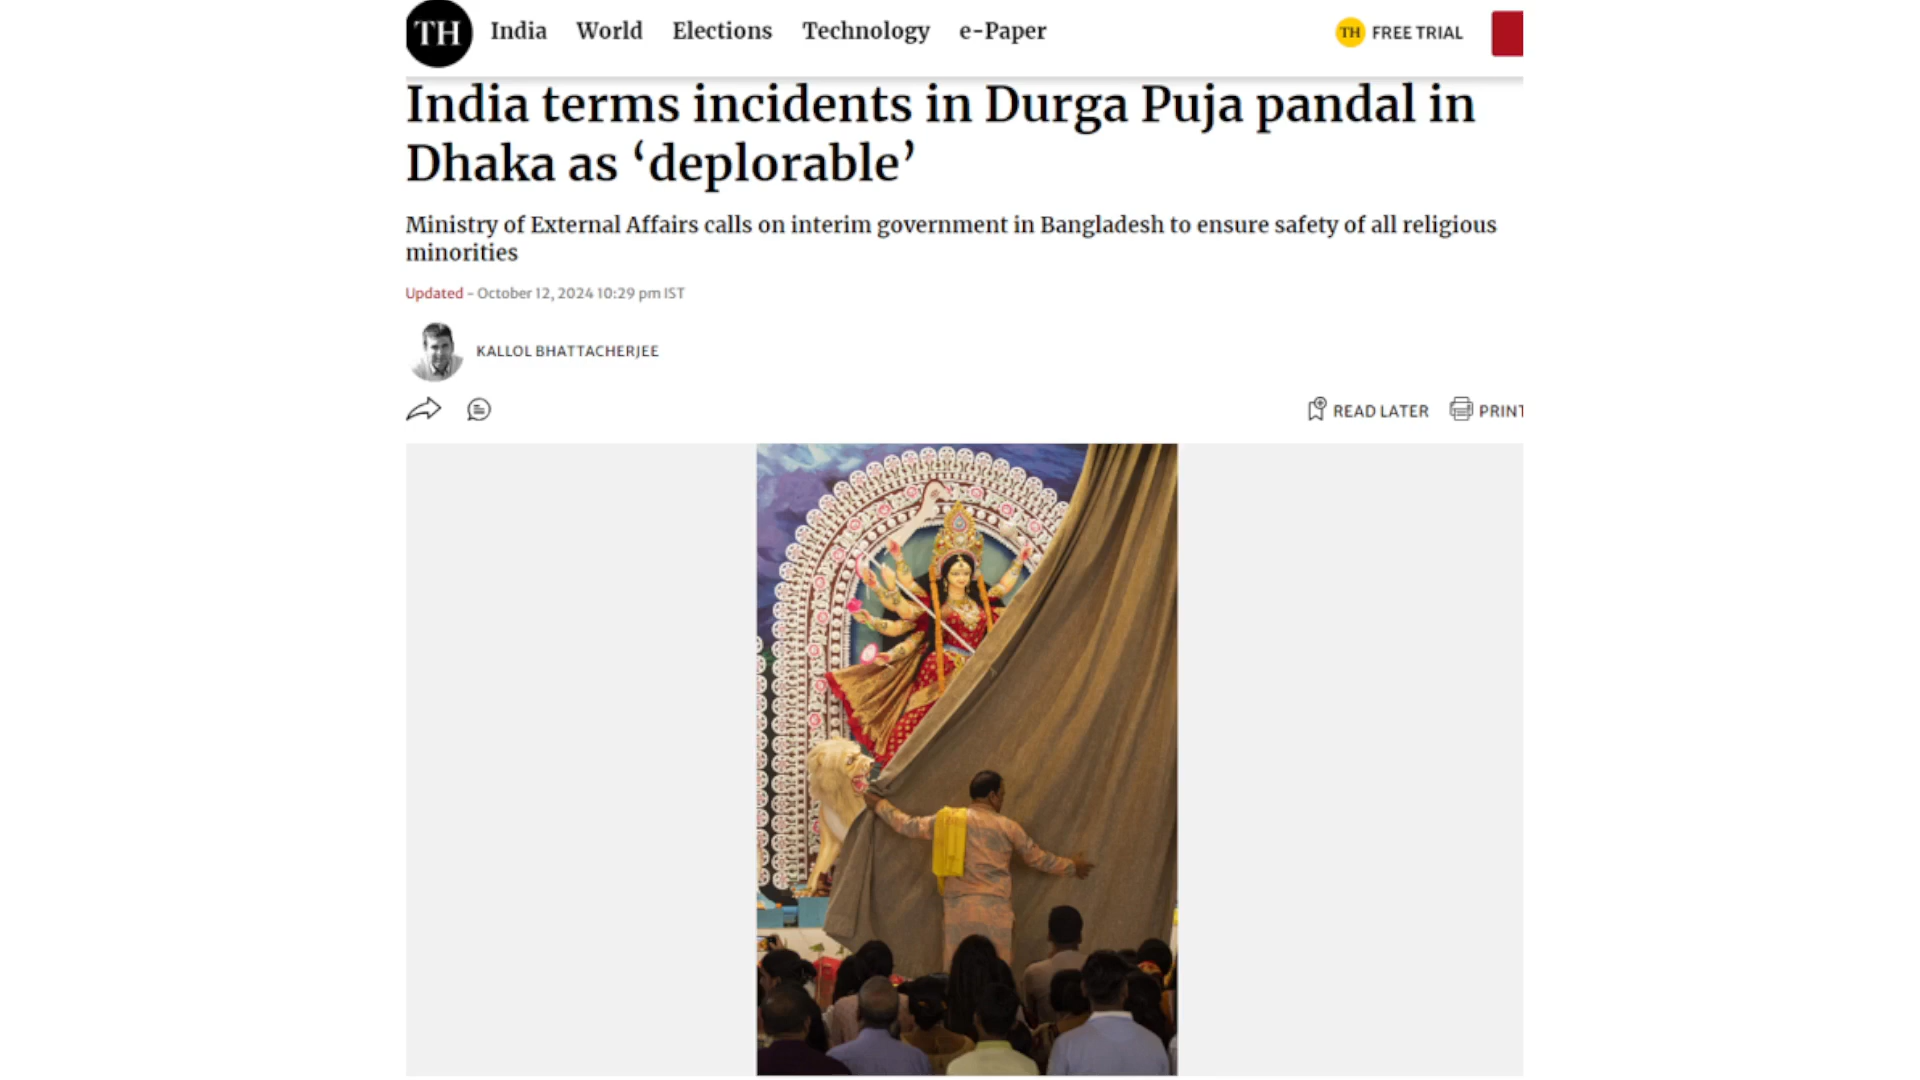 TH India World Elections Technology e-Paper TH FREE TRIAL
India terms incidents in Durga Puja pandal in
Dhaka as ‘deplorable’
Ministry of External Affairs calls on interim government in Bangladesh to ensure safety of all religious
minorities
Updated - October 12, 2024 10:29 pm IST
KALLOL BHATTACHERJEE
READ LATER PRINT